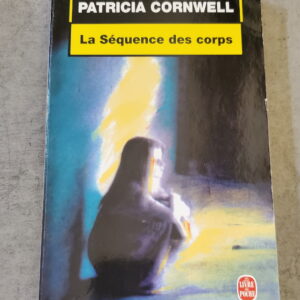 PATRICIA CORNWELL
La Séquence des corps
LE LIVRE
DE POCHE